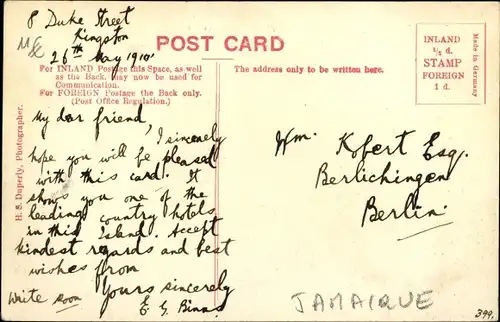 8 Duke Street
Kingston
26th May 1910
POST CARD
For INLAND Postage this Space, as well
as the Back, may now be used for
Communication.
For FOREIGN Postage the Back only.
(Post Office Regulation.)
The address only to be written here.
INLAND
½ d.
STAMP
FOREIGN
1 d.
Made in Germany
H. S. Duperly, Photographer.
My dear friend,
I sincerely
hope you will be pleased
with this card. It
shows you one of the
leading country hotels
in this Island. Accept
kindest regards and best
wishes from
Yours sincerely
E. G. Binns
Write soon
Wm. Kobert Esq.
Berlichingen
Berlin
JAMAIQUE
399.